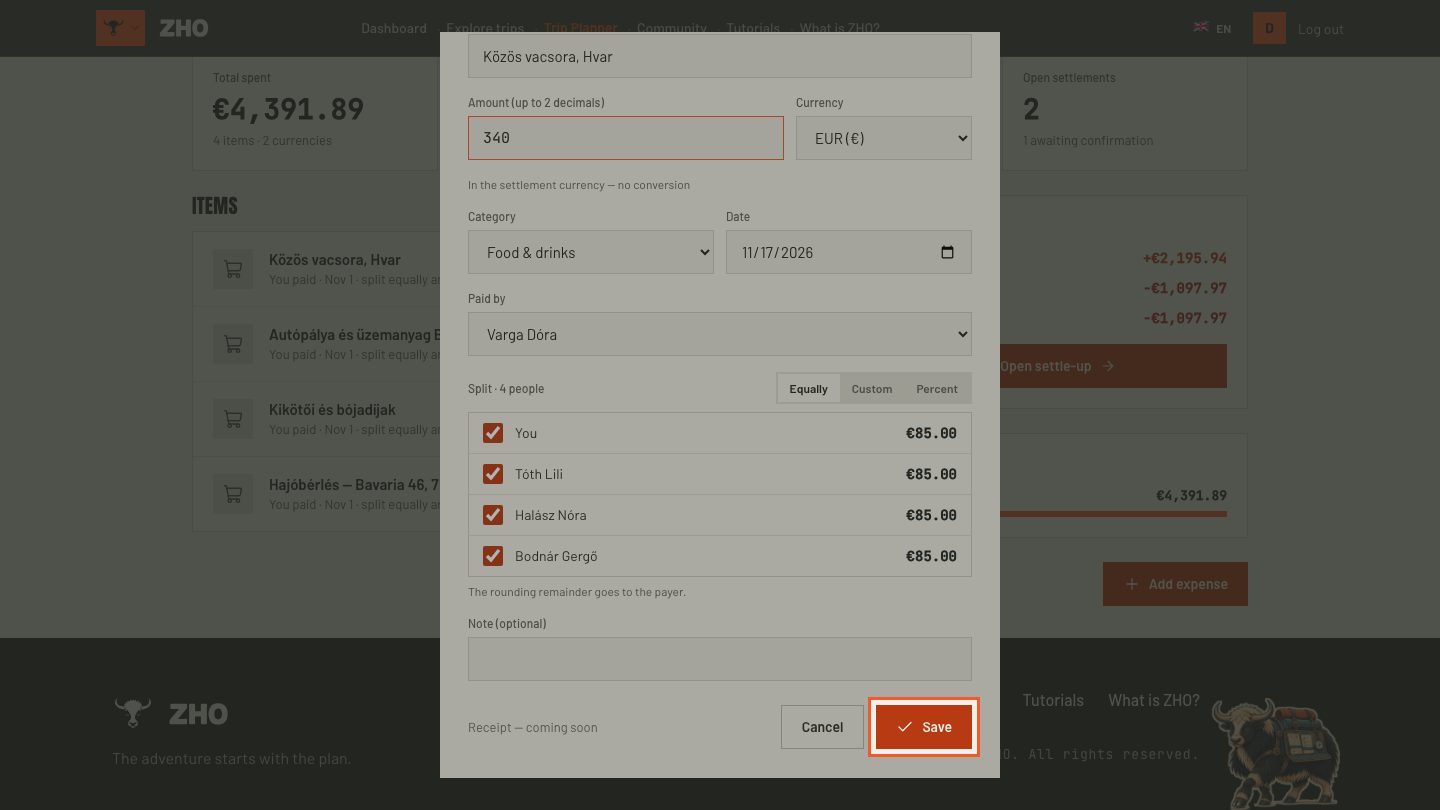 ZHO
Dashboard · Explore trips · Trip Planner · Community · Tutorials · What is ZHO?
EN
D
Log out
Total spent
€4,391.89
4 items · 2 currencies
Open settlements
2
1 awaiting confirmation
ITEMS
Közös vacsora, Hvar
You paid · Nov 1 · split equally
Autópálya és üzemanyag
You paid · Nov 1 · split equally
Kikötői és bójadíjak
You paid · Nov 1 · split equally
Hajóbérlés – Bavaria 46, 7
You paid · Nov 1 · split equally
Közös vacsora, Hvar
Amount (up to 2 decimals)
Currency
340
EUR (€)
In the settlement currency — no conversion
Category
Date
Food & drinks
11/17/2026
Paid by
Varga Dóra
Split · 4 people
Equally
Custom
Percent
You
€85.00
Tóth Lili
€85.00
Halász Nóra
€85.00
Bodnár Gergő
€85.00
The rounding remainder goes to the payer.
Note (optional)
Receipt — coming soon
Cancel
Save
+€2,195.94
-€1,097.97
-€1,097.97
Open settle-up →
€4,391.89
+ Add expense
ZHO
The adventure starts with the plan.
Tutorials
What is ZHO?
All rights reserved.